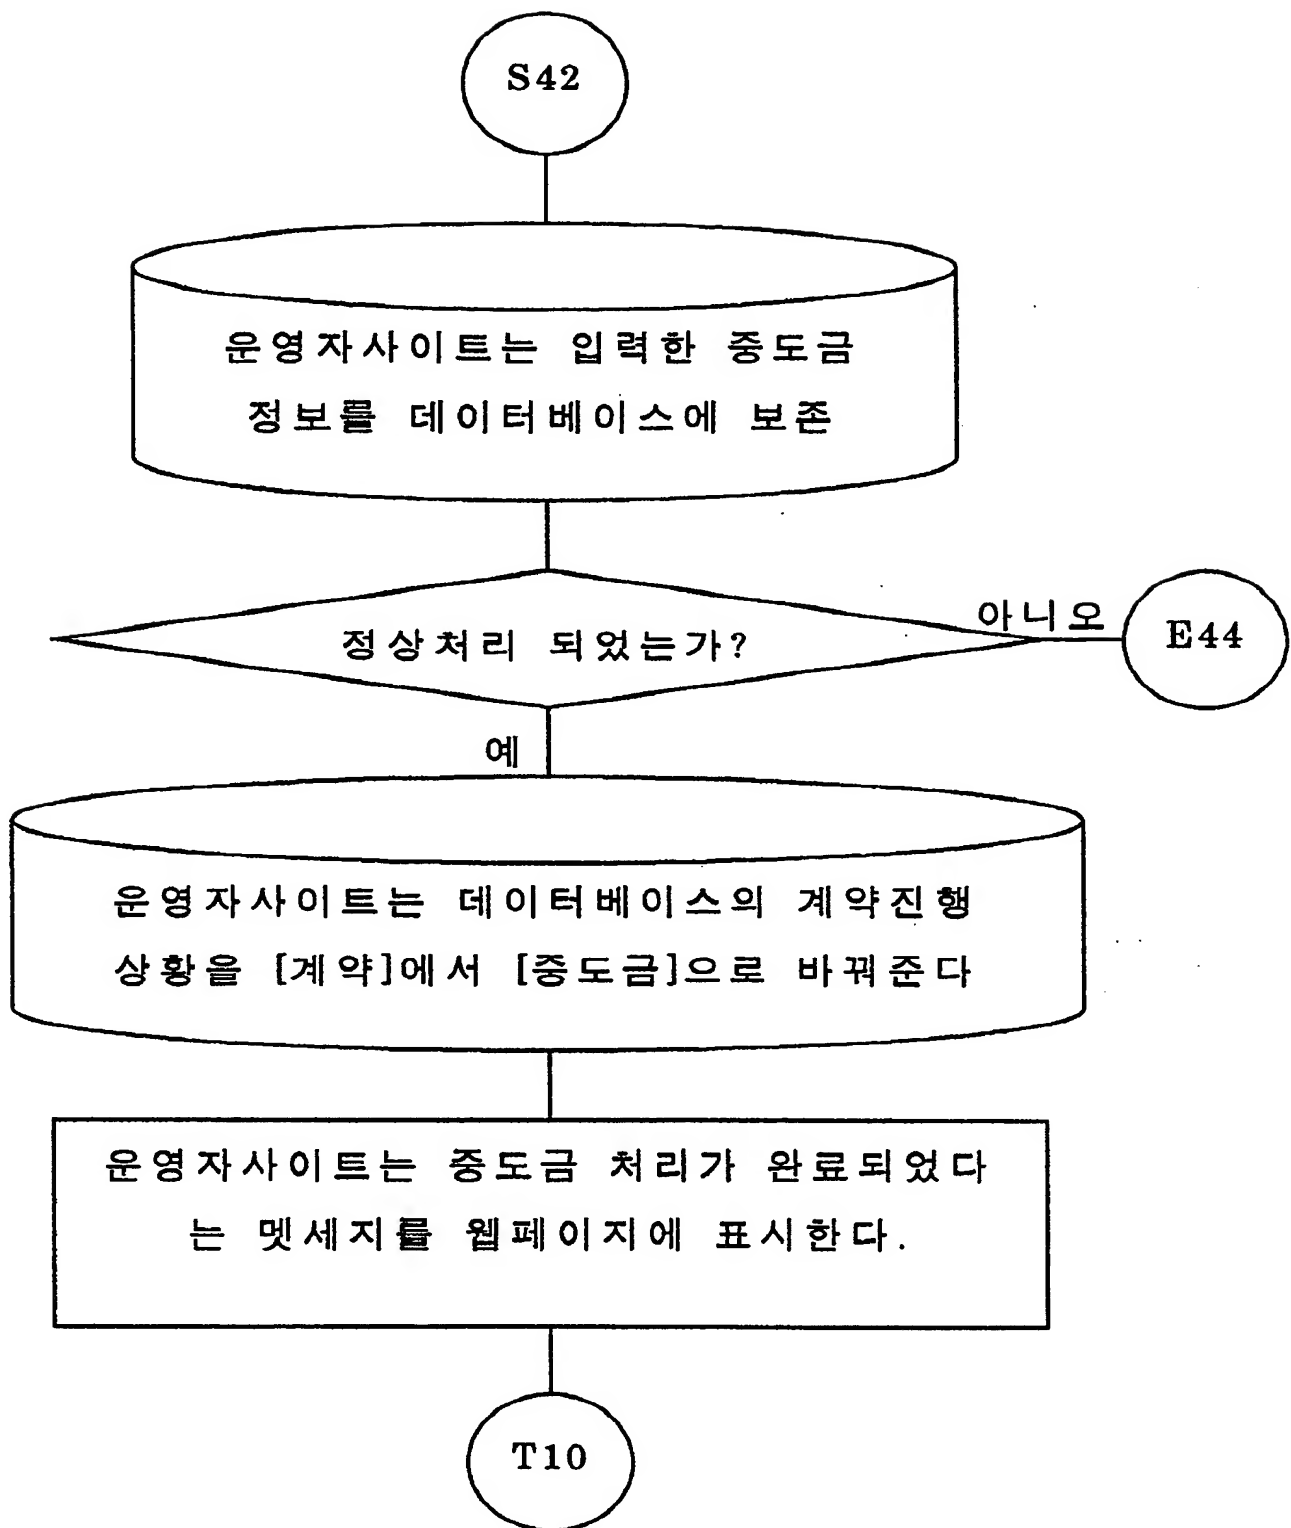 S42
운영자사이트는 입력한 중도금
정보를 데이터베이스에 보존
정상처리 되었는가?
아니오
E44
예
운영자사이트는 데이터베이스의 계약진행
상황을 [계약]에서 [중도금]으로 바꿔준다
운영자사이트는 중도금 처리가 완료되었다
는 멧세지를 웹페이지에 표시한다.
T10